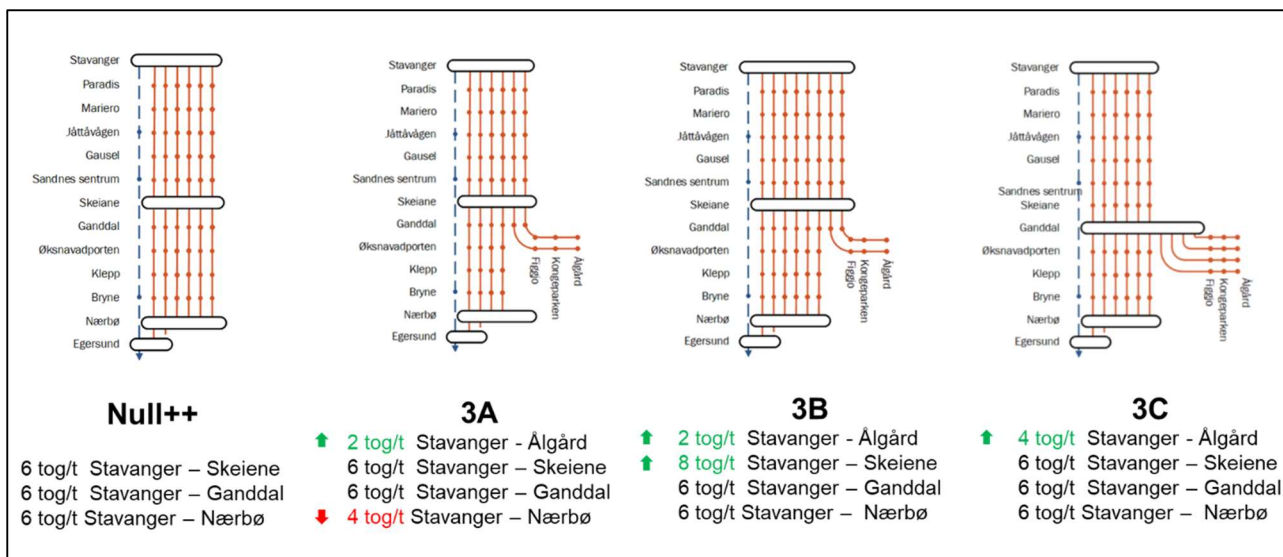 Stavanger
Paradis
Mariero
Jåttåvågen
Gausel
Sandnes sentrum
Skeiane
Øksnavadporten
Klepp
Bryne
Nærbø
Egersund
Null++
6 tog/t Stavanger – Skeiene
6 tog/t Stavanger – Ganddal
6 tog/t Stavanger – Nærbø
Stavanger
Paradis
Mariero
Jåttåvågen
Gausel
Sandnes sentrum
Skeiane
Ganddal
Øksnavadporten
Klepp
Bryne
Nærbø
Egersund
Figgjo
Kongeparken
Ålgård
3A
2 tog/t Stavanger - Ålgård
6 tog/t Stavanger – Skeiene
6 tog/t Stavanger – Ganddal
4 tog/t Stavanger – Nærbø
Stavanger
Paradis
Mariero
Jåttåvågen
Gausel
Sandnes sentrum
Skeiane
Ganddal
Øksnavadporten
Klepp
Bryne
Nærbø
Egersund
Figgjo
Kongeparken
Ålgård
3B
2 tog/t Stavanger - Ålgård
8 tog/t Stavanger – Skeiene
6 tog/t Stavanger – Ganddal
6 tog/t Stavanger – Nærbø
Stavanger
Paradis
Mariero
Jåttåvågen
Gausel
Sandnes sentrum
Skeiane
Ganddal
Øksnavadporten
Klepp
Bryne
Nærbø
Egersund
Figgjo
Kongeparken
Ålgård
3C
4 tog/t Stavanger - Ålgård
6 tog/t Stavanger – Skeiene
6 tog/t Stavanger – Ganddal
6 tog/t Stavanger – Nærbø